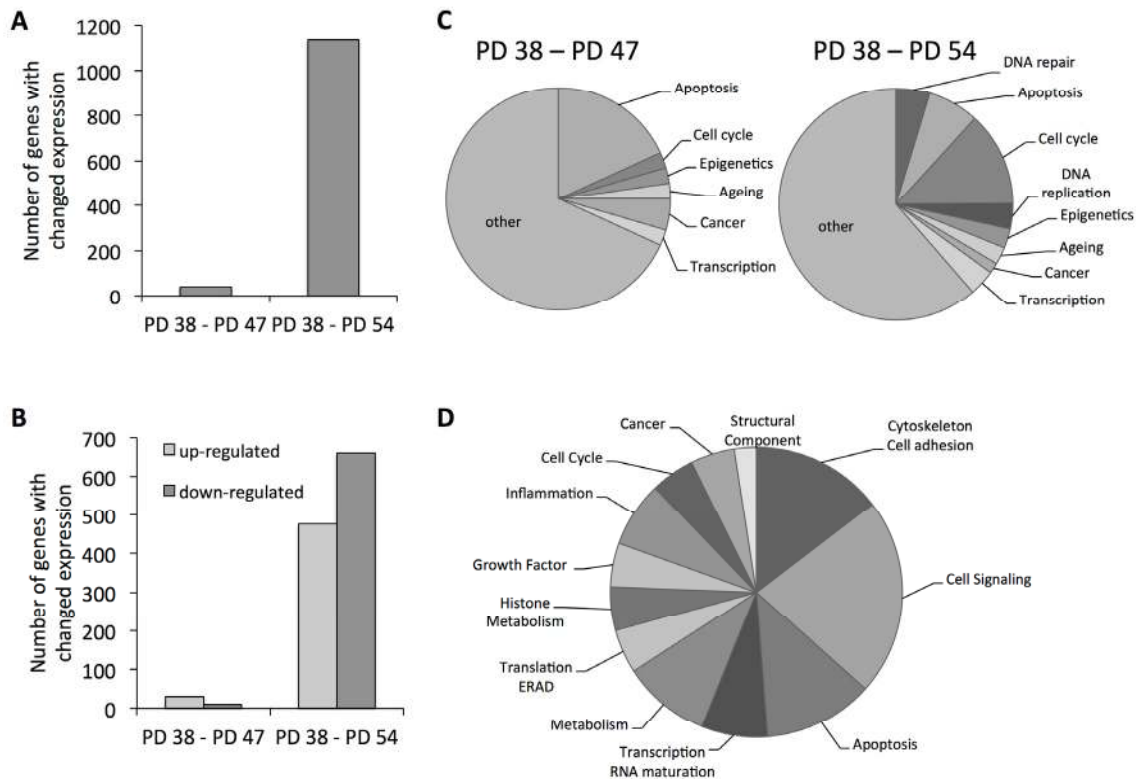 A
Number of genes with
changed expression
1200
1000
800
600
400
200
0
PD 38 - PD 47
PD 38 - PD 54
B
Number of genes with
changed expression
700
600
500
400
300
200
100
0
up-regulated
down-regulated
PD 38 - PD 47
PD 38 - PD 54
C
PD 38 – PD 47
Apoptosis
Cell cycle
Epigenetics
Ageing
Cancer
Transcription
other
PD 38 – PD 54
DNA repair
Apoptosis
Cell cycle
DNA
replication
Epigenetics
Ageing
Cancer
Transcription
other
D
Structural
Component
Cytoskeleton
Cell adhesion
Cell Signaling
Apoptosis
Transcription
RNA maturation
Metabolism
Translation
ERAD
Histone
Metabolism
Growth Factor
Inflammation
Cell Cycle
Cancer